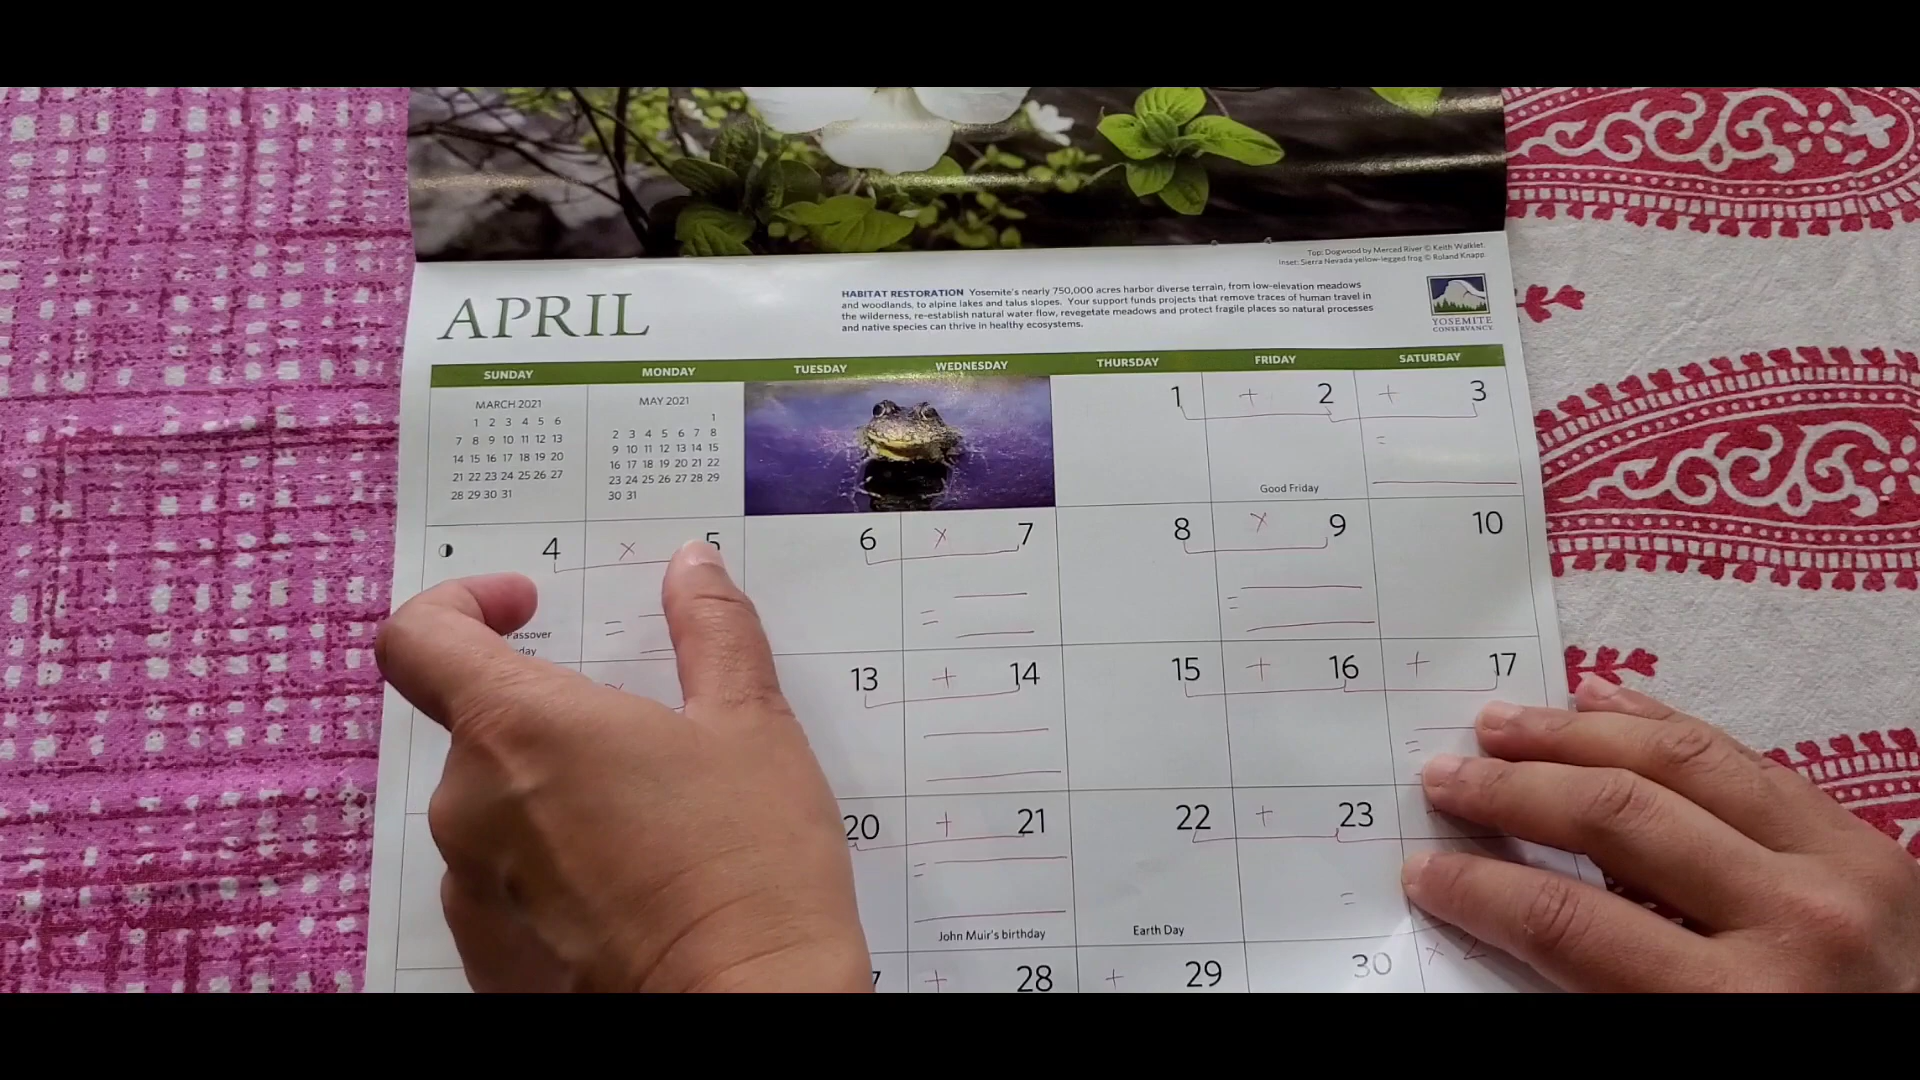 Top: Dogwood by Merced River © Keith Walklet.
Inset: Sierra Nevada yellow-legged frog © Roland Knapp.
APRIL
HABITAT RESTORATION Yosemite's nearly 750,000 acres harbor diverse terrain, from low-elevation meadows
and woodlands, to alpine lakes and talus slopes. Your support funds projects that remove traces of human travel in
the wilderness, re-establish natural water flow, revegetate meadows and protect fragile places so natural processes
and native species can thrive in healthy ecosystems.
YOSEMITE
CONSERVANCY
SUNDAY MONDAY TUESDAY WEDNESDAY THURSDAY FRIDAY SATURDAY
MARCH 2021
1 2 3 4 5 6
7 8 9 10 11 12 13
14 15 16 17 18 19 20
21 22 23 24 25 26 27
28 29 30 31
MAY 2021
1
2 3 4 5 6 7 8
9 10 11 12 13 14 15
16 17 18 19 20 21 22
23 24 25 26 27 28 29
30 31
1 + 2 + 3
=
Good Friday
4 x 5 6 x 7 8 x 9 10
= = =
Passover
13 + 14 15 + 16 + 17
=
20 + 21 22 + 23
= =
John Muir's birthday Earth Day
+ 28 + 29 30 x 2